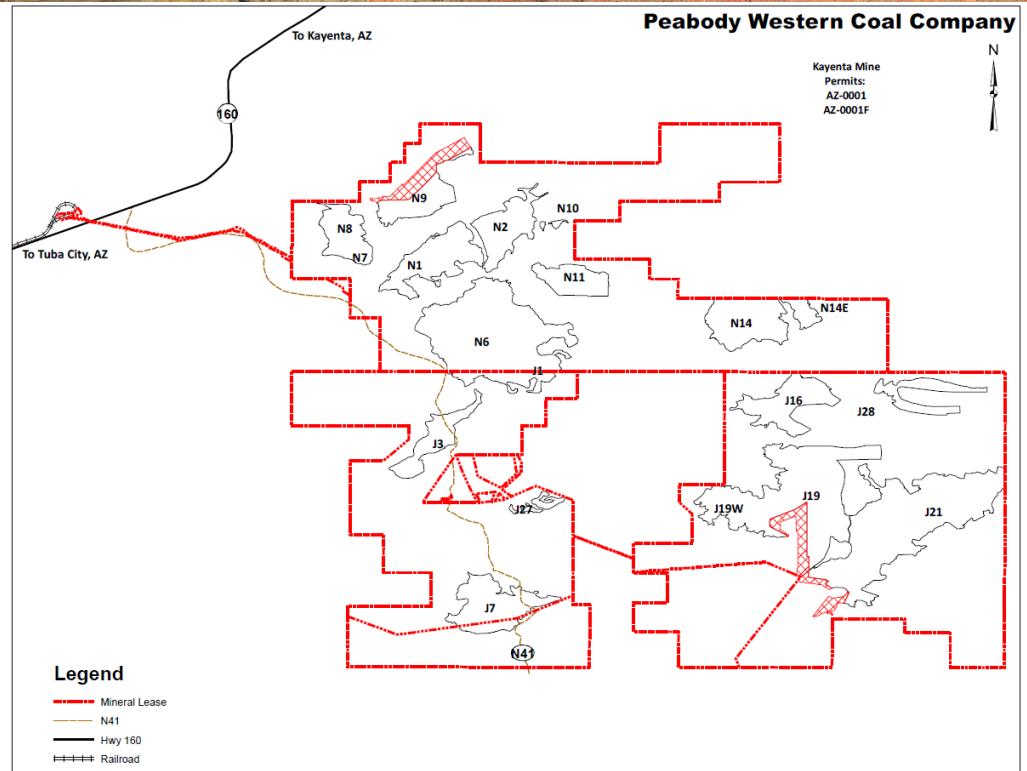 Peabody Western Coal Company
To Kayenta, AZ
N
Kayenta Mine
Permits:
AZ-0001
AZ-0001F
160
N9
N10
N8
N2
To Tuba City, AZ
N7
N1
N11
N14E
N14
N6
J1
J16
J28
J3
J19
J27
J19W
J21
J7
N41
Legend
Mineral Lease
N41
Hwy 160
Railroad